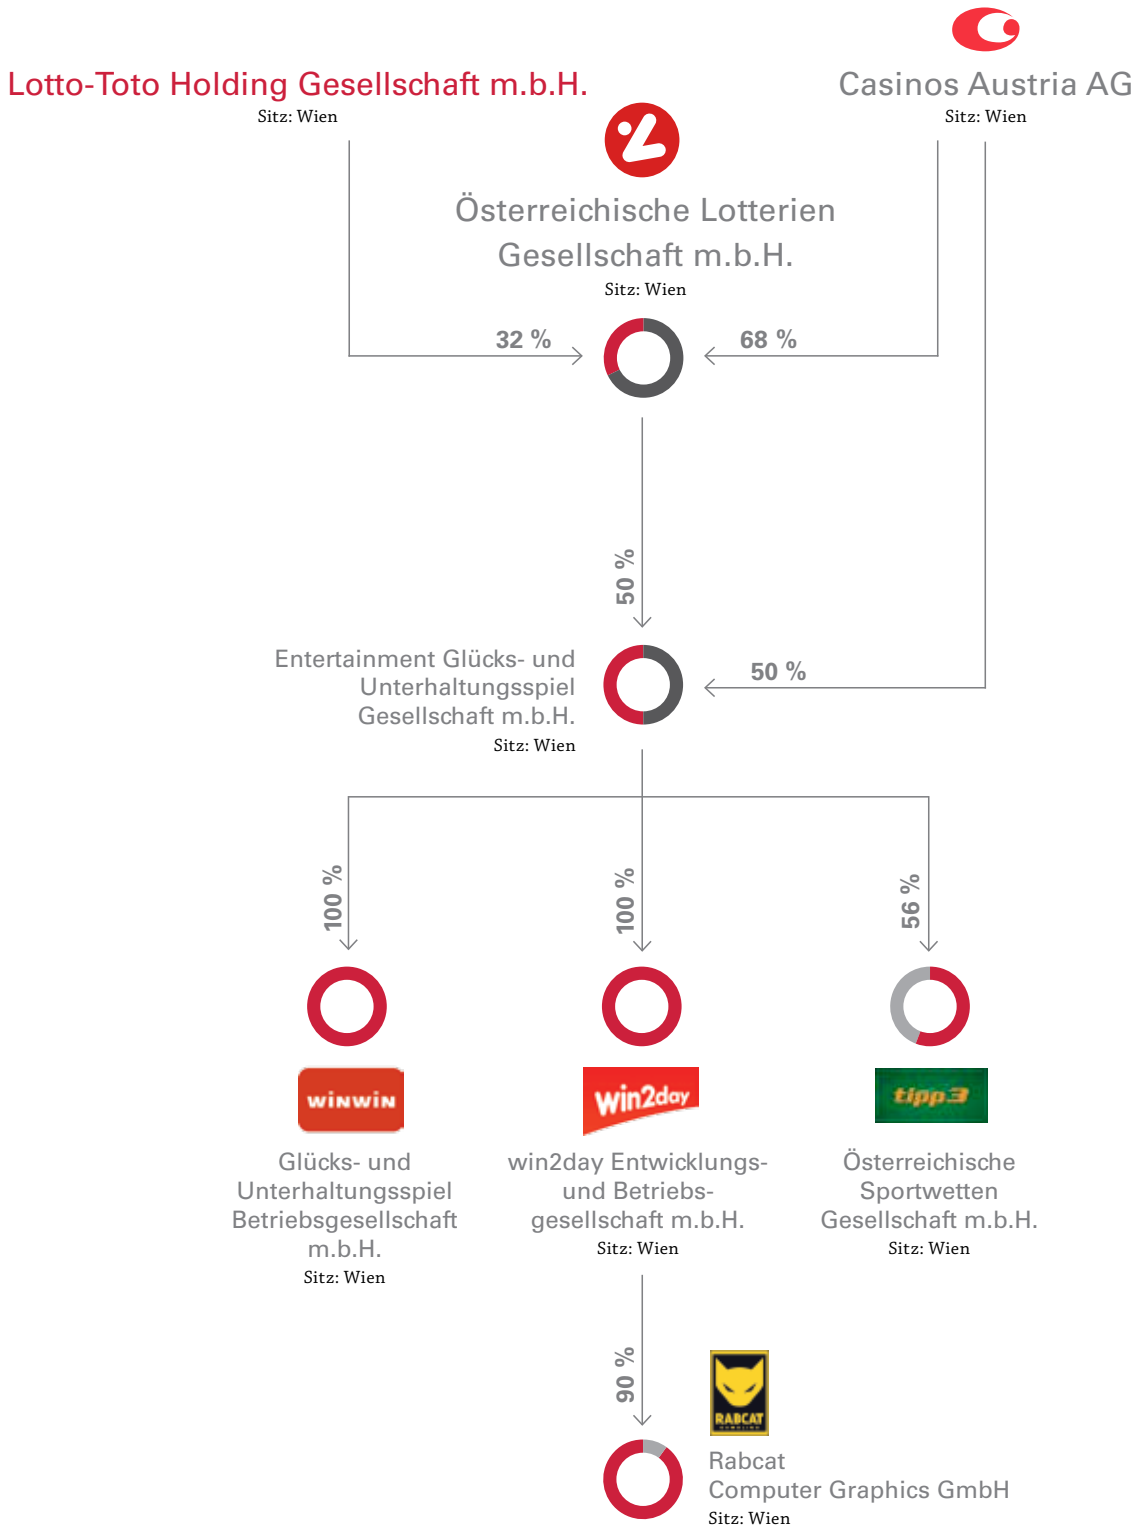 Lotto-Toto Holding Gesellschaft m.b.H.
Sitz: Wien
Casinos Austria AG
Sitz: Wien
Österreichische Lotterien
Gesellschaft m.b.H.
Sitz: Wien
32 %
68 %
50 %
Entertainment Glücks- und
Unterhaltungsspiel
Gesellschaft m.b.H.
Sitz: Wien
50 %
100 %
100 %
56 %
winwin
Glücks- und
Unterhaltungsspiel
Betriebsgesellschaft
m.b.H.
Sitz: Wien
win2day
win2day Entwicklungs-
und Betriebs-
gesellschaft m.b.H.
Sitz: Wien
tipp3
Österreichische
Sportwetten
Gesellschaft m.b.H.
Sitz: Wien
90 %
RABCAT
Rabcat
Computer Graphics GmbH
Sitz: Wien